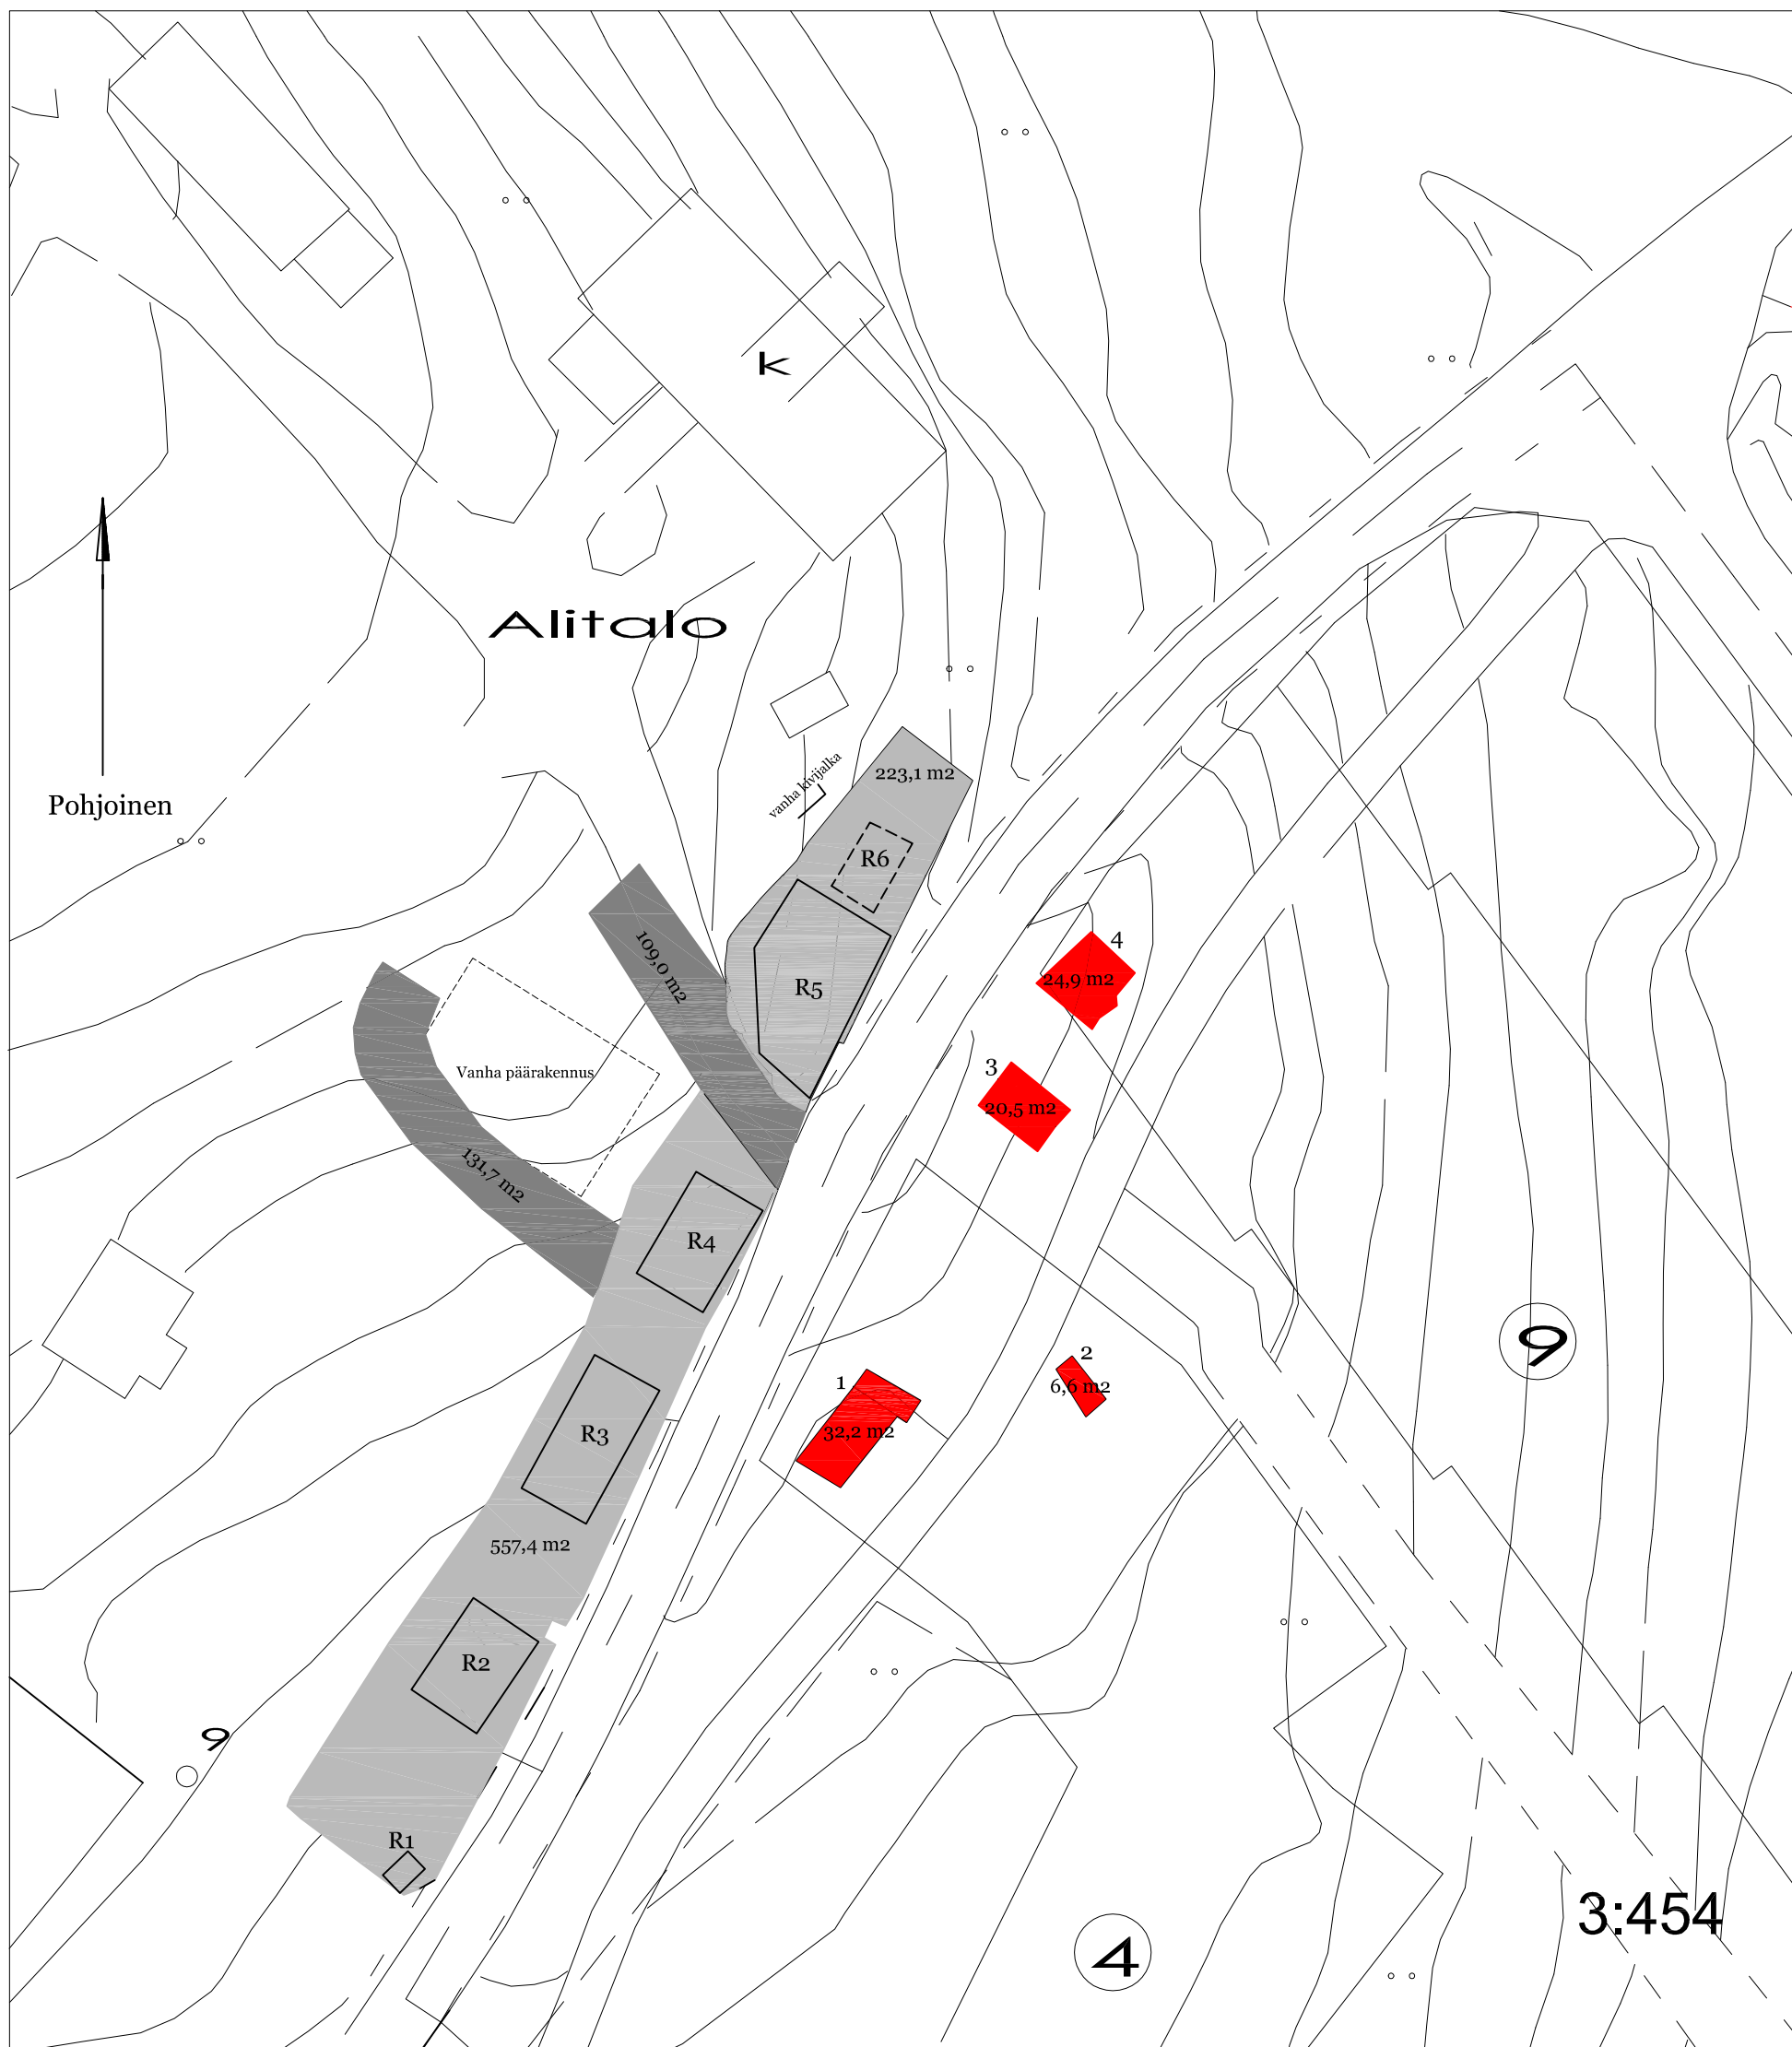 K
Alitalo
Pohjoinen
vanha kivijalka
223,1 m2
R6
109,0 m2
R5
4
24,9 m2
Vanha päärakennus
3
20,5 m2
131,7 m2
R4
9
2
6,6 m2
1
32,2 m2
R3
557,4 m2
R2
9
R1
3:454
4